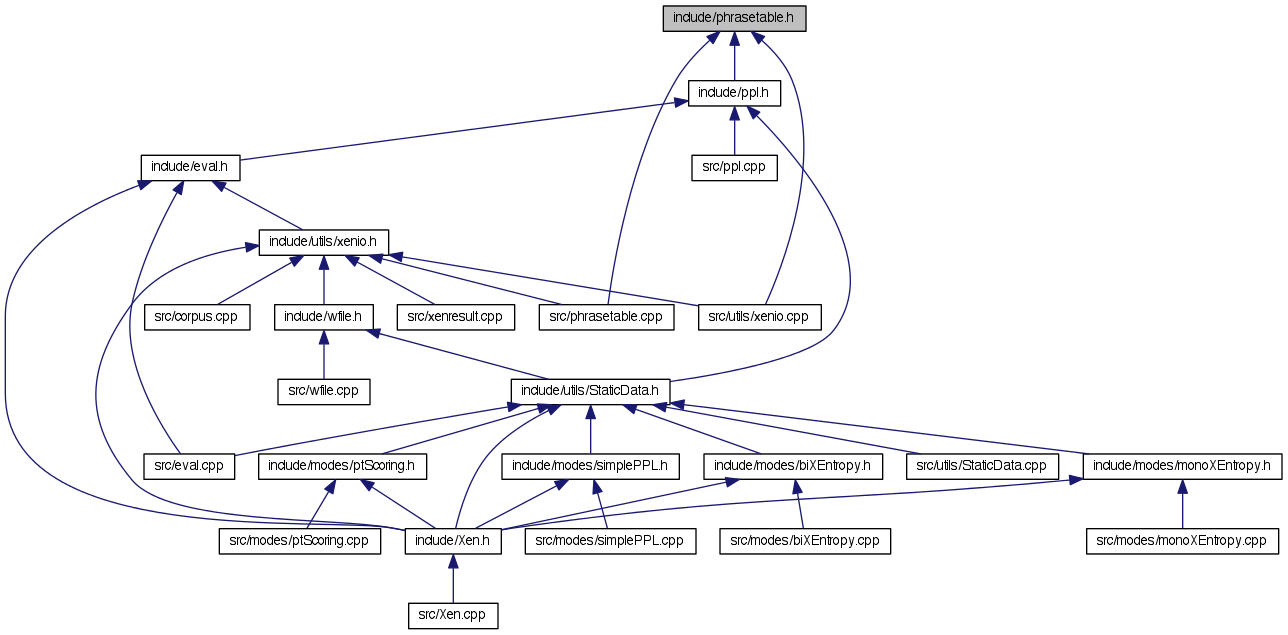 include/phrasetable.h
include/ppl.h
include/eval.h
src/ppl.cpp
include/utils/xenio.h
src/corpus.cpp
include/wfile.h
src/xenresult.cpp
src/phrasetable.cpp
src/utils/xenio.cpp
src/wfile.cpp
include/utils/StaticData.h
src/eval.cpp
include/modes/ptScoring.h
include/modes/simplePPL.h
include/modes/biXEntropy.h
src/utils/StaticData.cpp
include/modes/monoXEntropy.h
src/modes/ptScoring.cpp
include/Xen.h
src/modes/simplePPL.cpp
src/modes/biXEntropy.cpp
src/modes/monoXEntropy.cpp
src/Xen.cpp